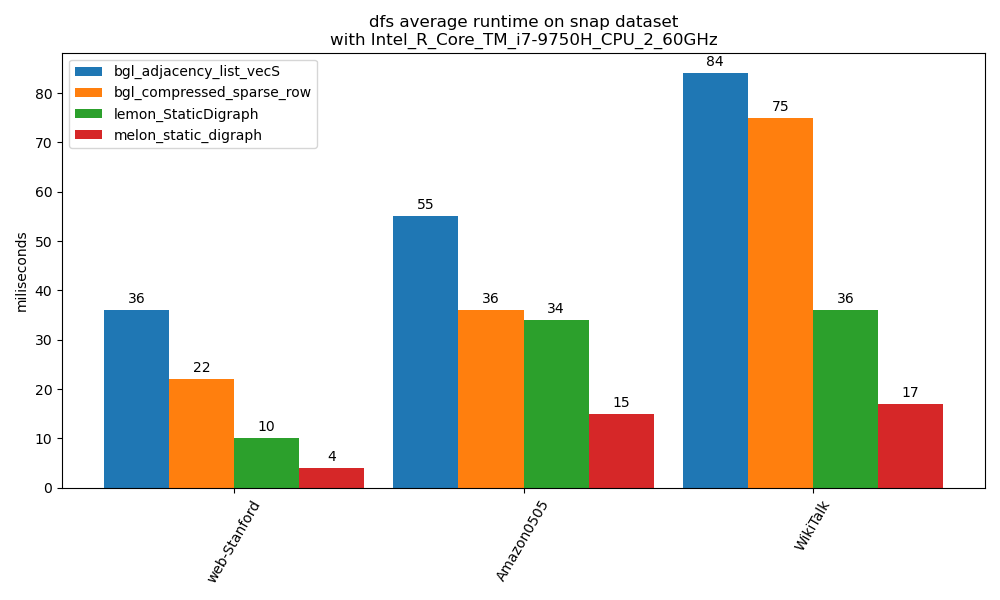 dfs average runtime on snap dataset
with Intel_R_Core_TM_i7-9750H_CPU_2_60GHz
bgl_adjacency_list_vecS
bgl_compressed_sparse_row
lemon_StaticDigraph
melon_static_digraph
miliseconds
80
70
60
50
40
30
20
10
0
36
22
10
4
55
36
34
15
84
75
36
17
web-Stanford
Amazon0505
WikiTalk